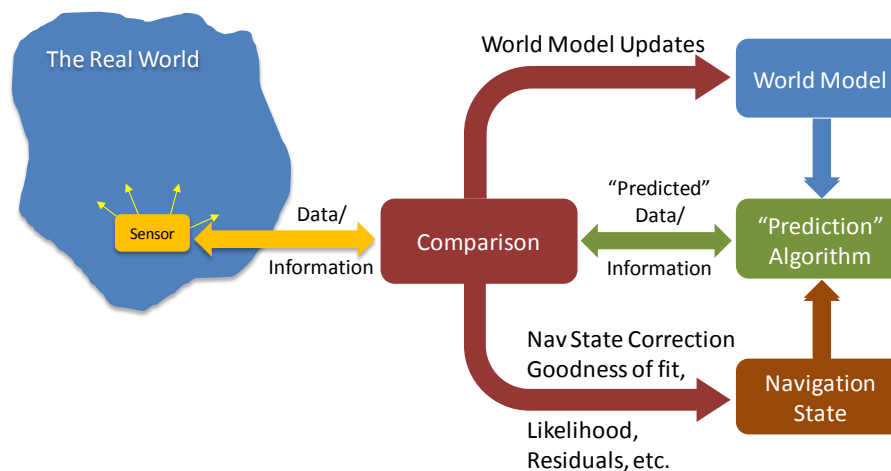 The Real World
Sensor
Data/
Information
Comparison
World Model Updates
World Model
“Predicted”
Data/
Information
“Prediction”
Algorithm
Nav State Correction
Goodness of fit,
Likelihood,
Residuals, etc.
Navigation
State